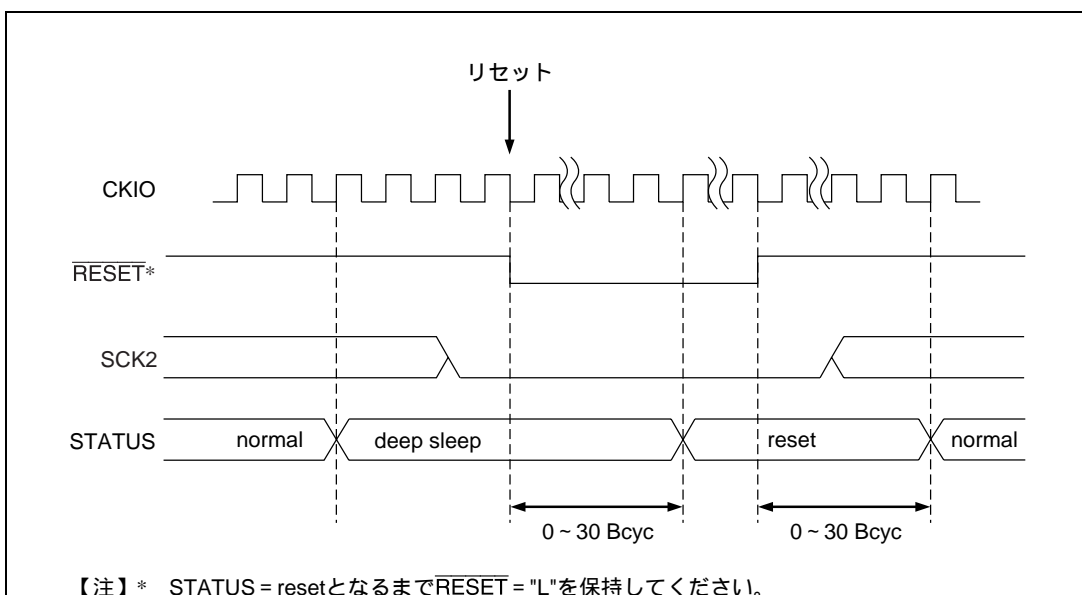 リセット
CKIO
RESET*
SCK2
STATUS normal deep sleep reset normal
0 ~ 30 Bcyc 0 ~ 30 Bcyc
【注】* STATUS = resetとなるまでRESET = "L"を保持してください。